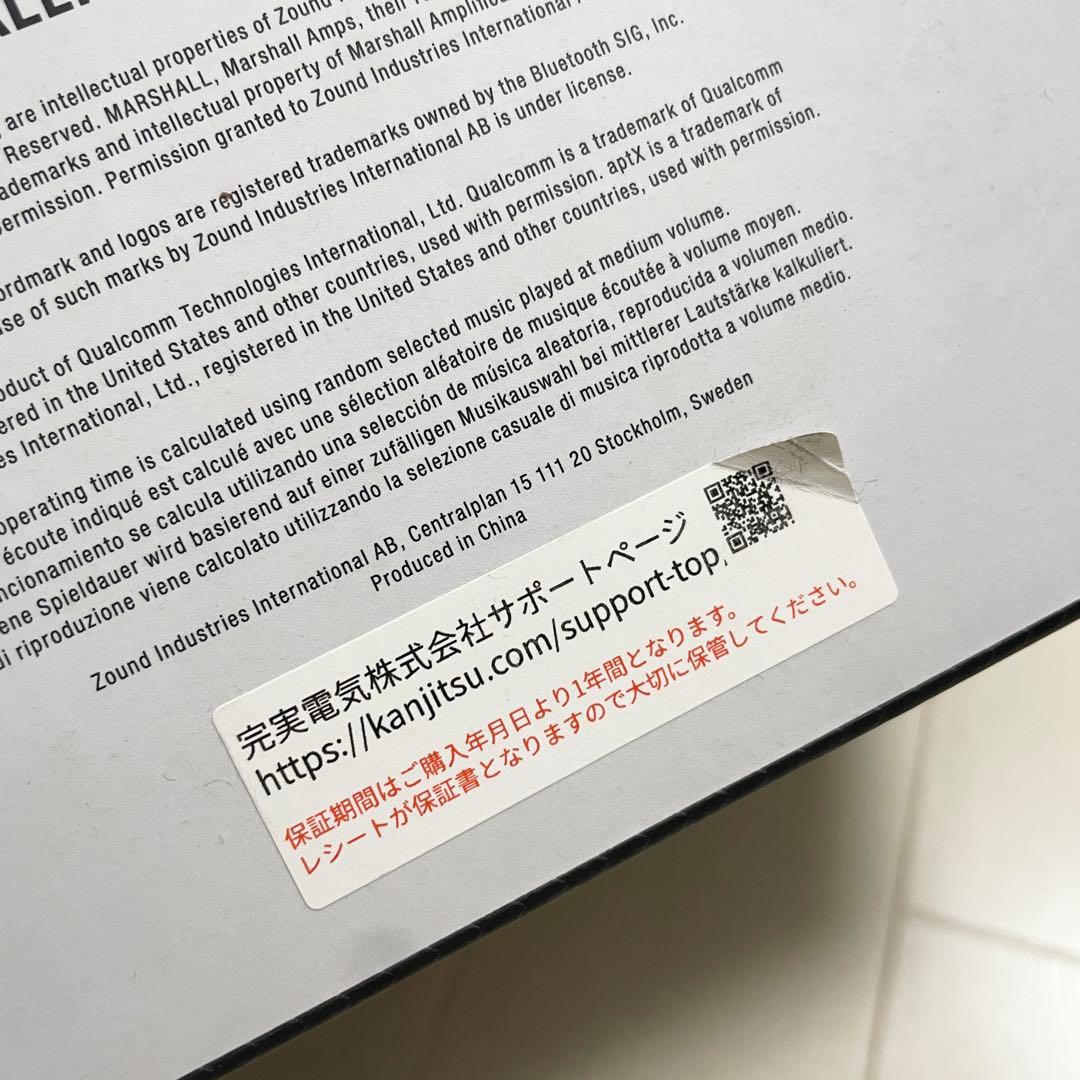 are intellectual properties of Zound
Reserved. MARSHALL, Marshall Amps, their
trademarks and intellectual property of Marshall Amplification
permission. Permission granted to Zound Industries International
wordmark and logos are registered trademarks owned by the Bluetooth SIG, Inc.
use of such marks by Zound Industries International AB is under license.
product of Qualcomm Technologies International, Ltd. Qualcomm is a trademark of Qualcomm
in the United States and other countries, used with permission. aptX is a trademark of
International, Ltd., registered in the United States and other countries, used with permission.
operating time is calculated using random selected music played at medium volume.
écoute indiqué est calculé avec une sélection aléatoire de musique écoutée à volume moyen.
se calcula utilizando una selección de música aleatoria, reproducida a volumen medio.
Spieldauer wird basierend auf einer zufälligen Musikauswahl bei mittlerer Lautstärke kalkuliert.
di riproduzione viene calcolato utilizzando la selezione casuale di musica riprodotta a volume medio.
Zound Industries International AB, Centralplan 15 111 20 Stockholm, Sweden
Produced in China
完実電気株式会社サポートページ
https://kanjitsu.com/support-top/
保証期間はご購入年月日より1年間となります。
レシートが保証書となりますので大切に保管してください。